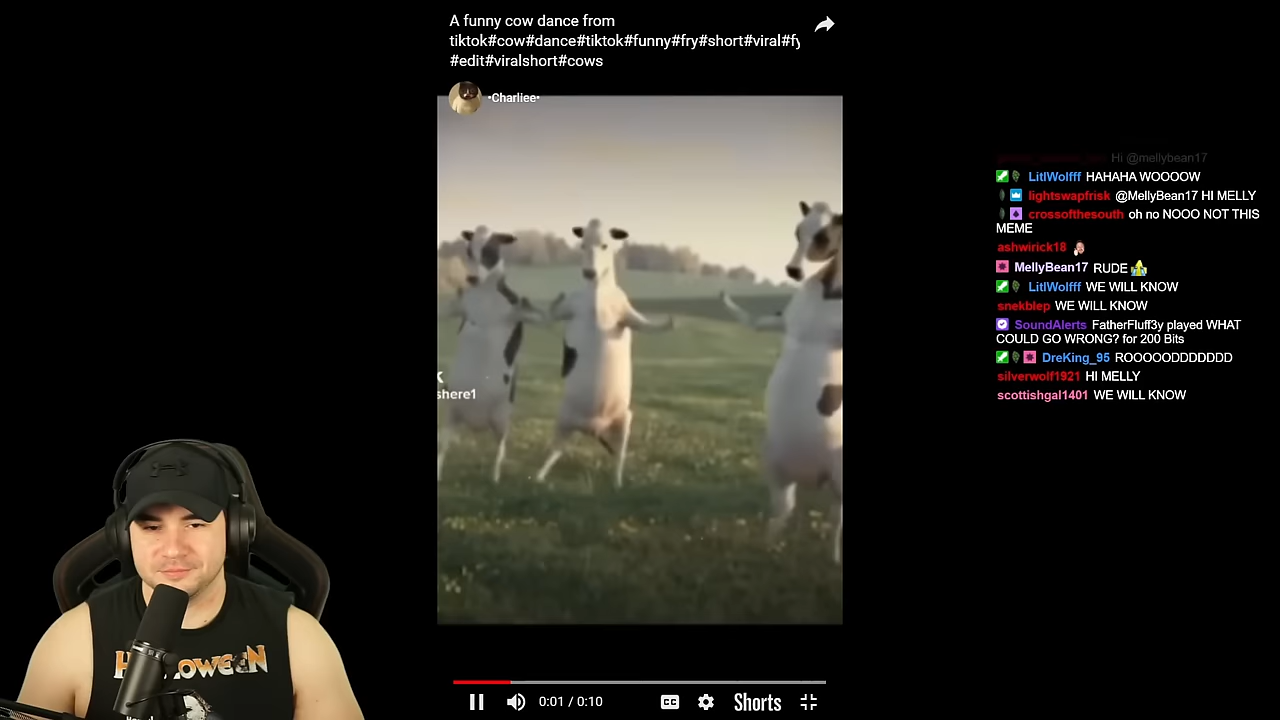 A funny cow dance from
tiktok#cow#dance#tiktok#funny#fry#short#viral#fy
#edit#viralshort#cows
•Charliee•
shere1
Hi @mellybean17
LitlWolfff HAHAHA WOOOOW
lightswapfrisk @MellyBean17 HI MELLY
crossofthesouth oh no NOOO NOT THIS
MEME
ashwirick18
MellyBean17 RUDE
LitlWolfff WE WILL KNOW
snekblep WE WILL KNOW
SoundAlerts FatherFluff3y played WHAT
COULD GO WRONG? for 200 Bits
DreKing_95 ROOOOODDDDDDD
silverwolf1921 HI MELLY
scottishgal1401 WE WILL KNOW
0:01 / 0:10
CC
Shorts